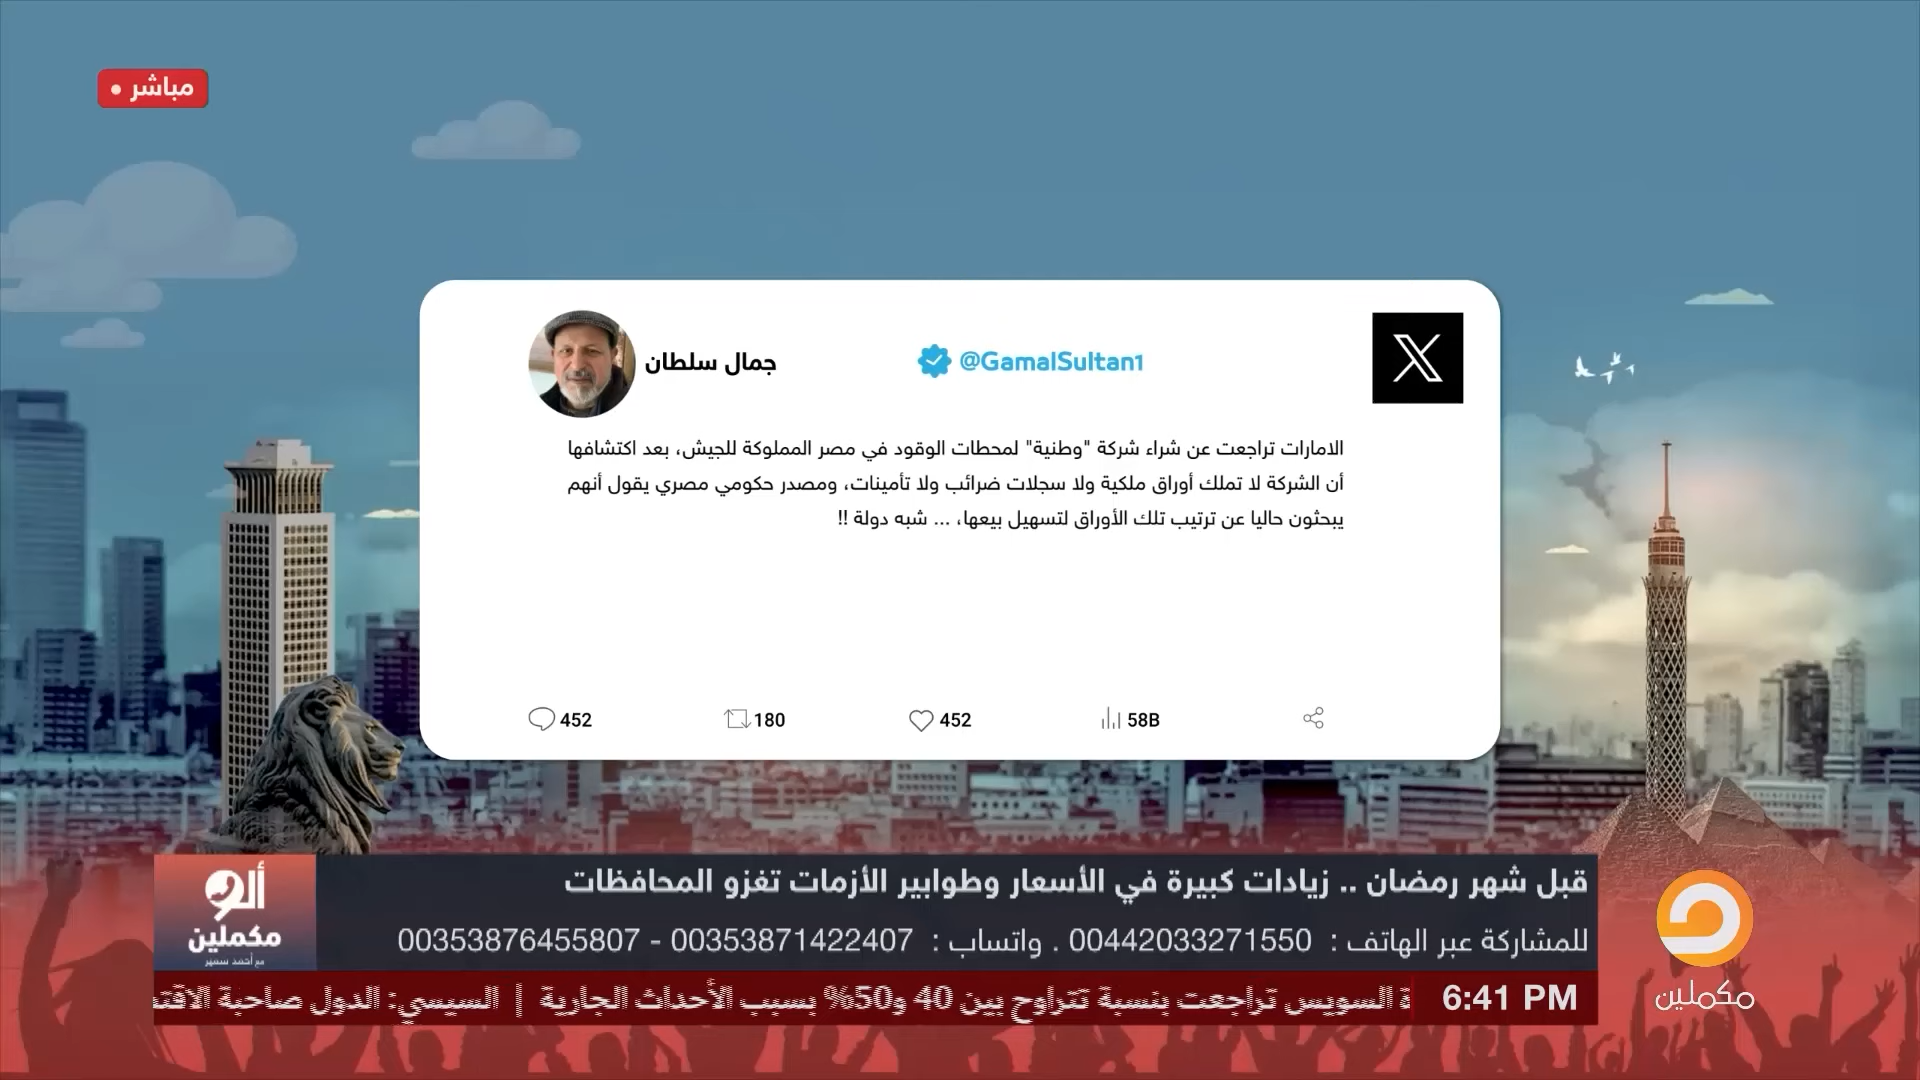 مباشر
جمال سلطان
@GamalSultan1
الامارات تراجعت عن شراء شركة "وطنية" لمحطات الوقود في مصر المملوكة للجيش، بعد اكتشافها
أن الشركة لا تملك أوراق ملكية ولا سجلات ضرائب ولا تأمينات، ومصدر حكومي مصري يقول أنهم
يبحثون حاليا عن ترتيب تلك الأوراق لتسهيل بيعها، ... شبه دولة !!
452
180
452
58B
ألو
مكملين
مع أحمد سمير
قبل شهر رمضان .. زيادات كبيرة في الأسعار وطوابير الأزمات تغزو المحافظات
للمشاركة عبر الهاتف : 00442033271550 . واتساب : 00353871422407 - 00353876455807
السويس تراجعت بنسبة تتراوح بين 40 و50% بسبب الأحداث الجارية | السيسي: الدول صاحبة
6:41 PM
مكملين